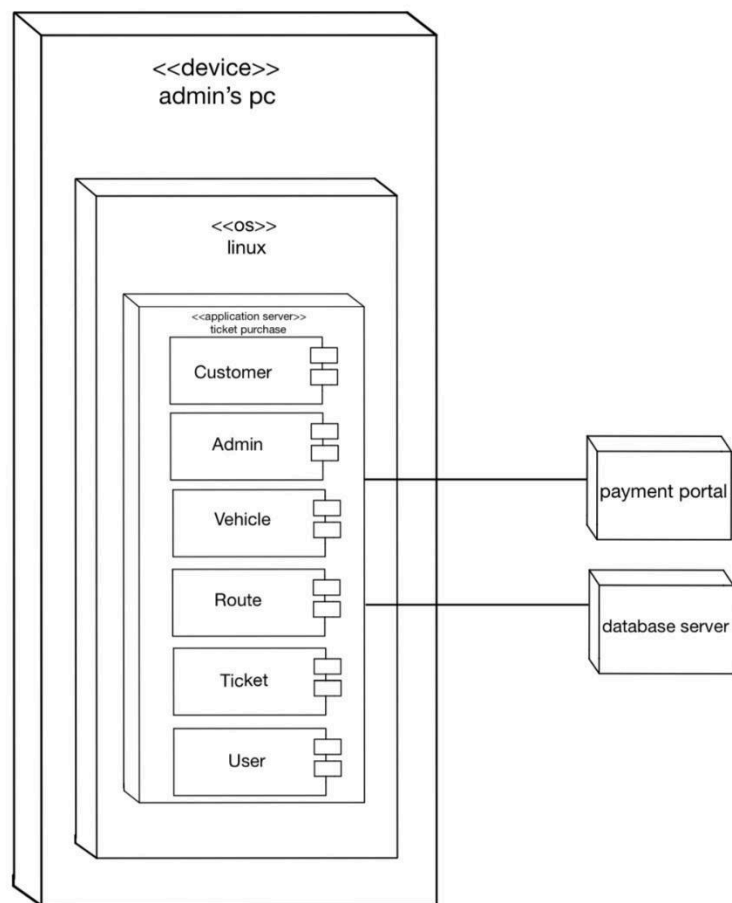 <<device>>
admin's pc
<<os>>
linux
<<application server>>
ticket purchase
Customer
Admin
Vehicle
Route
Ticket
User
payment portal
database server